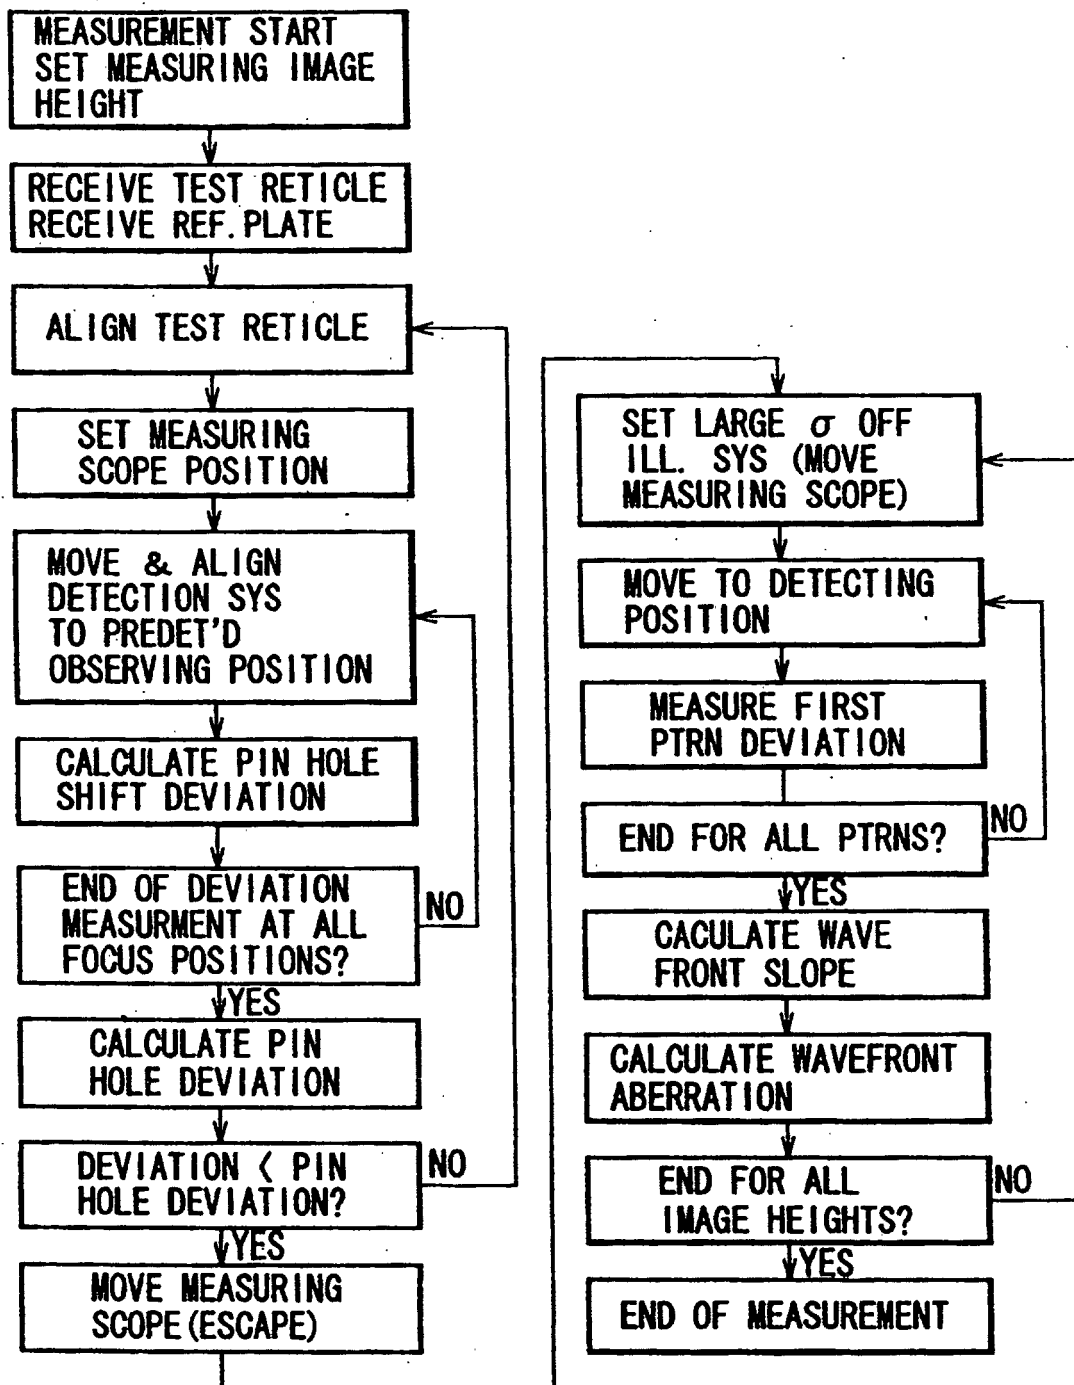 MEASUREMENT START
SET MEASURING IMAGE
HEIGHT
RECEIVE TEST RETICLE
RECEIVE REF. PLATE
ALIGN TEST RETICLE
SET MEASURING
SCOPE POSITION
MOVE & ALIGN
DETECTION SYS
TO PREDET'D
OBSERVING POSITION
CALCULATE PIN HOLE
SHIFT DEVIATION
END OF DEVIATION
MEASURMENT AT ALL
FOCUS POSITIONS?
NO
YES
CALCULATE PIN
HOLE DEVIATION
DEVIATION < PIN
HOLE DEVIATION?
NO
YES
MOVE MEASURING
SCOPE(ESCAPE)
SET LARGE σ OFF
ILL. SYS (MOVE
MEASURING SCOPE)
MOVE TO DETECTING
POSITION
MEASURE FIRST
PTRN DEVIATION
END FOR ALL PTRNS?
NO
YES
CACULATE WAVE
FRONT SLOPE
CALCULATE WAVEFRONT
ABERRATION
END FOR ALL
IMAGE HEIGHTS?
NO
YES
END OF MEASUREMENT